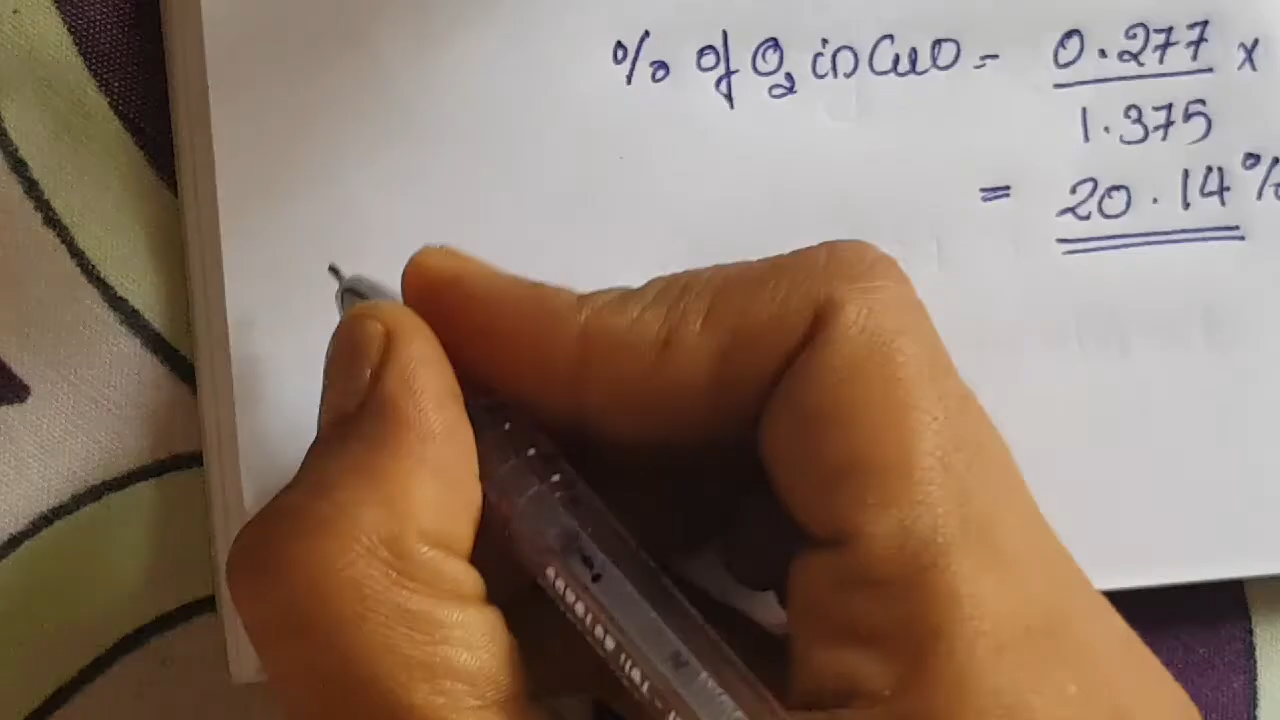 % of O₂ in CuO = 0.277 ×
1.375
= 20.14%